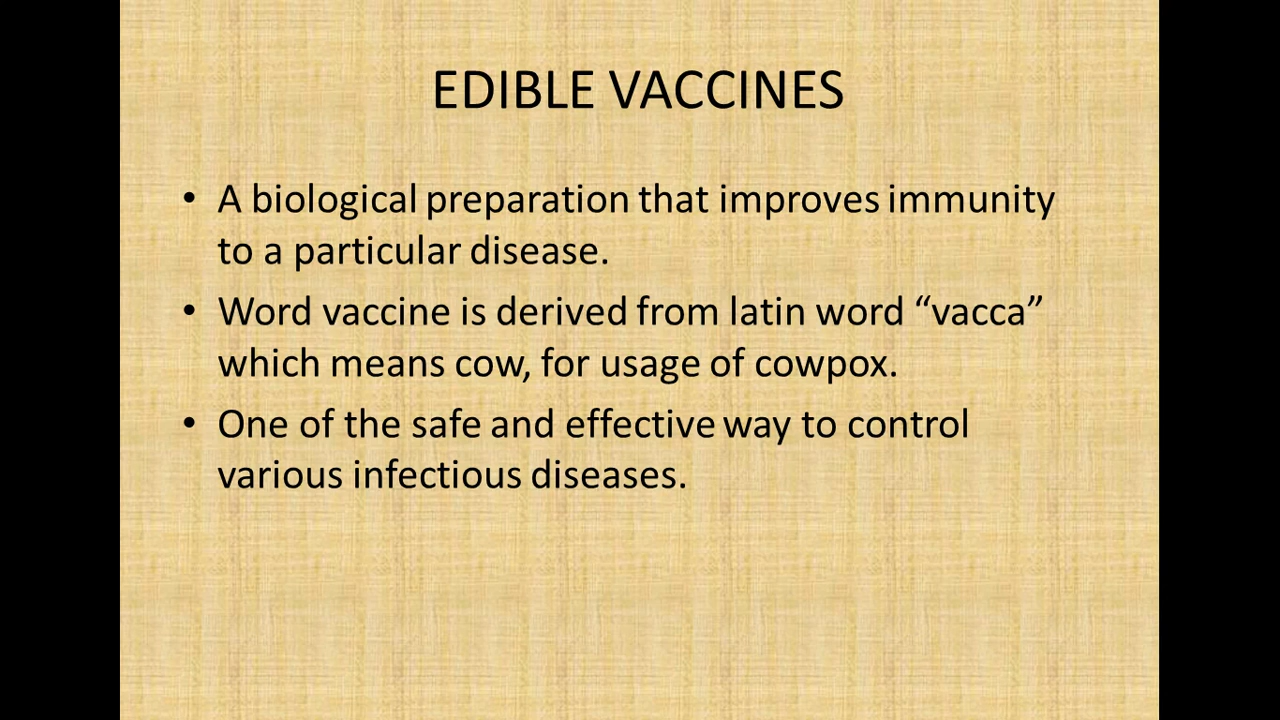 EDIBLE VACCINES
• A biological preparation that improves immunity
to a particular disease.
• Word vaccine is derived from latin word “vacca”
which means cow, for usage of cowpox.
• One of the safe and effective way to control
various infectious diseases.